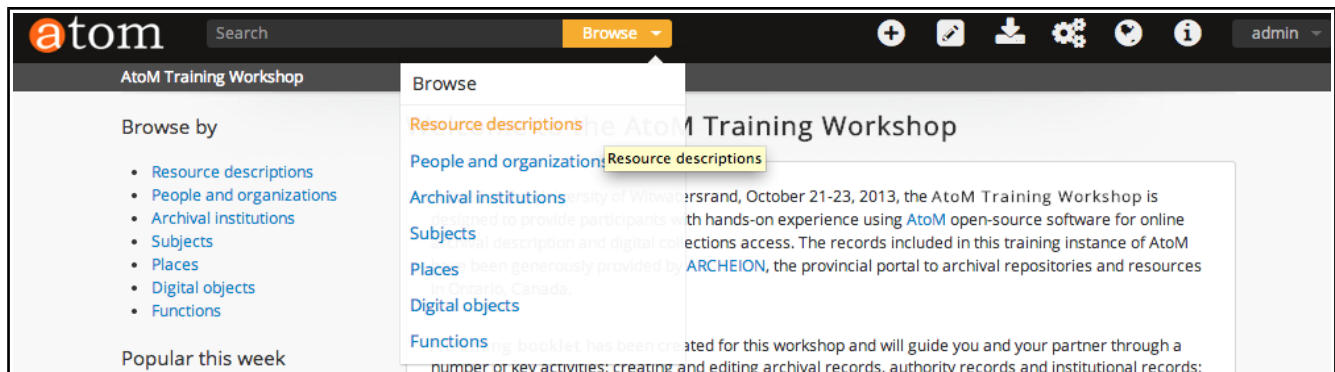 atom Search Browse admin
AtoM Training Workshop
Browse by
Resource descriptions
People and organizations
Archival institutions
Subjects
Places
Digital objects
Functions
Popular this week
Browse
Resource descriptions
People and organizations
Archival institutions
Subjects
Places
Digital objects
Functions
Resource descriptions
the AtoM Training Workshop
University of Witwatersrand, October 21-23, 2013, the AtoM Training Workshop is
designed to provide participants with hands-on experience using AtoM open-source software for online
archival description and digital collections access. The records included in this training instance of AtoM
been generously provided by ARCHEION, the provincial portal to archival repositories and resources
in Ontario, Canada.
booklet has been created for this workshop and will guide you and your partner through a
number of key activities: creating and editing archival records, authority records and institutional records;